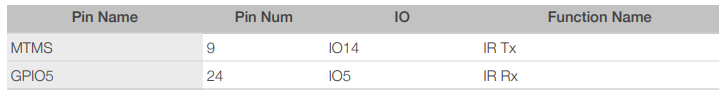 Pin Name Pin Num IO Function Name
MTMS 9 IO14 IR Tx
GPIO5 24 IO5 IR Rx